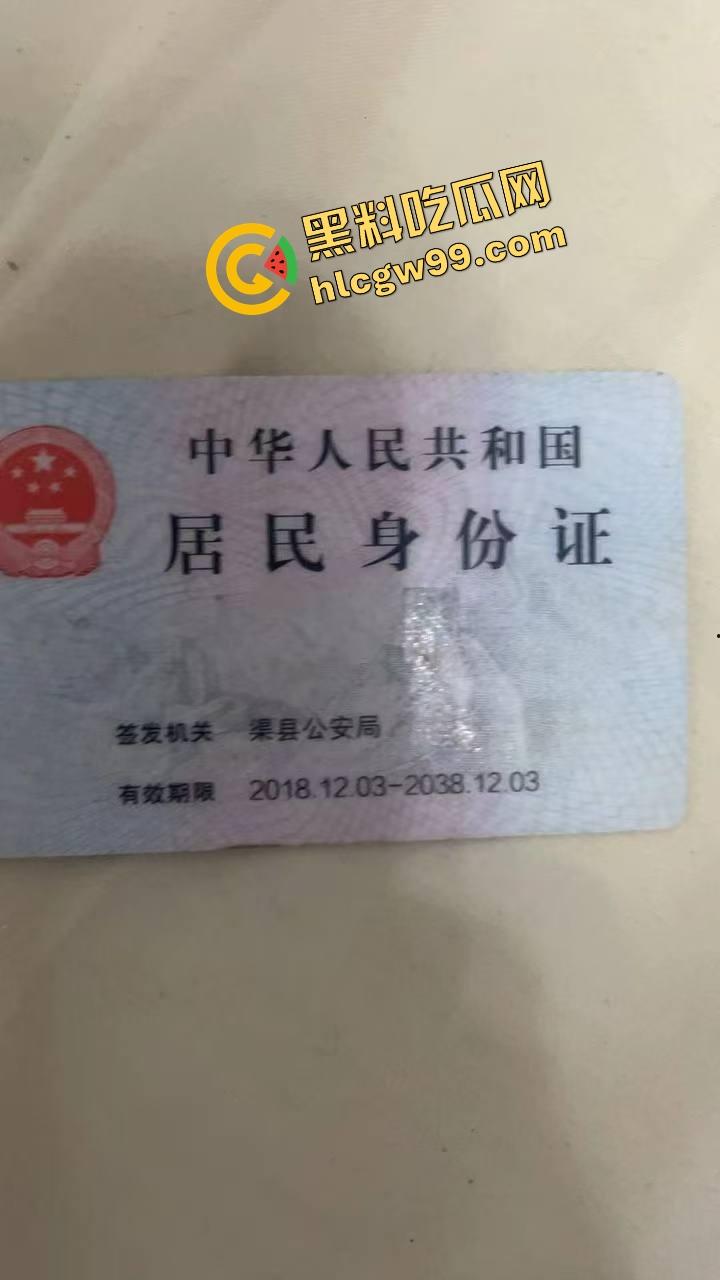 黑料吃瓜网
hlcgw99.com
中华人民共和国
居民身份证
签发机关 渠县公安局
有效期限 2018.12.03-2038.12.03